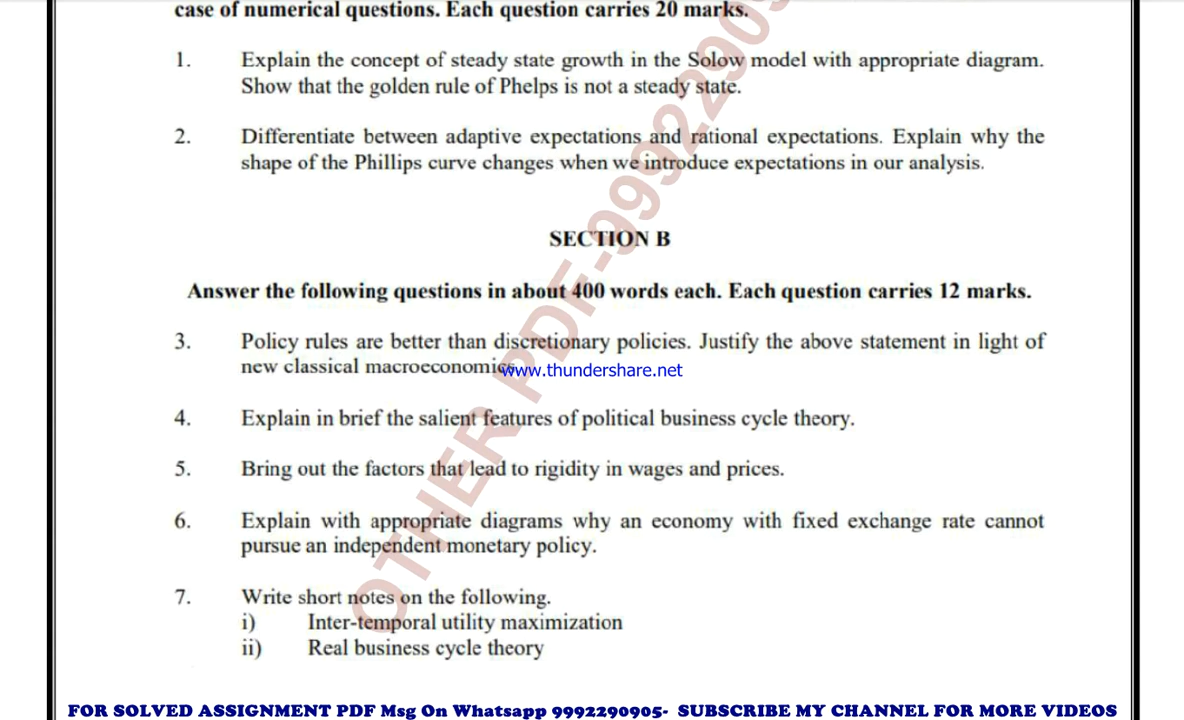 case of numerical questions. Each question carries 20 marks.
1. Explain the concept of steady state growth in the Solow model with appropriate diagram.
Show that the golden rule of Phelps is not a steady state.
2. Differentiate between adaptive expectations and rational expectations. Explain why the
shape of the Phillips curve changes when we introduce expectations in our analysis.
SECTION B
Answer the following questions in about 400 words each. Each question carries 12 marks.
3. Policy rules are better than discretionary policies. Justify the above statement in light of
new classical macroeconomics.
www.thundershare.net
4. Explain in brief the salient features of political business cycle theory.
5. Bring out the factors that lead to rigidity in wages and prices.
6. Explain with appropriate diagrams why an economy with fixed exchange rate cannot
pursue an independent monetary policy.
7. Write short notes on the following.
i) Inter-temporal utility maximization
ii) Real business cycle theory
OTHER PDF-999229090
FOR SOLVED ASSIGNMENT PDF Msg On Whatsapp 9992290905- SUBSCRIBE MY CHANNEL FOR MORE VIDEOS